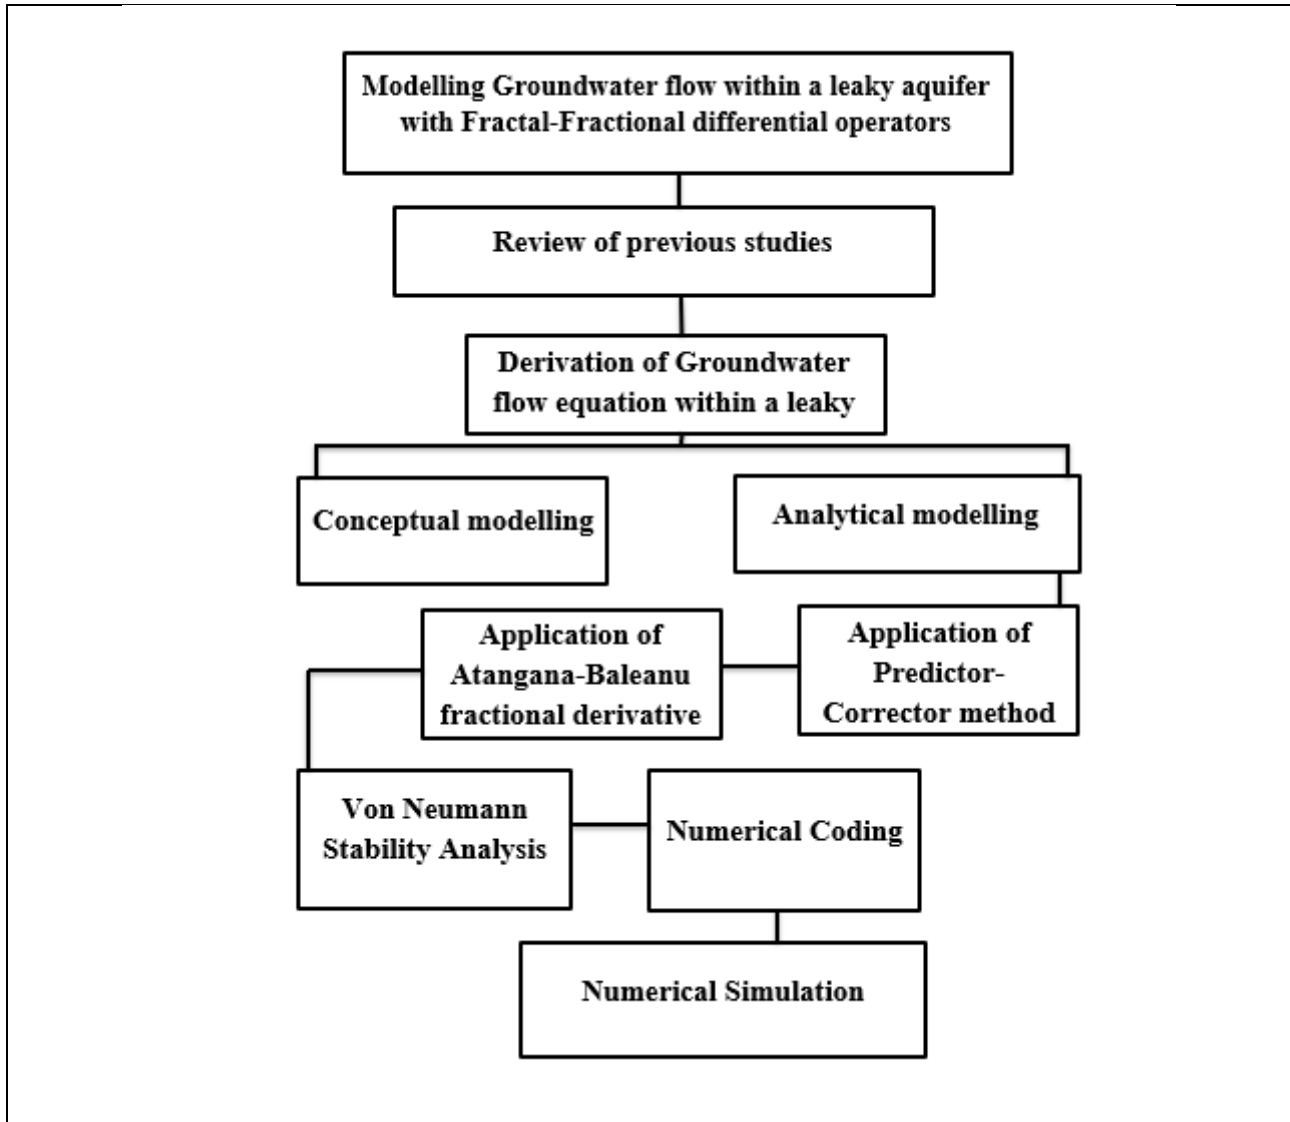 Modelling Groundwater flow within a leaky aquifer
with Fractal-Fractional differential operators
Review of previous studies
Derivation of Groundwater
flow equation within a leaky
Conceptual modelling
Analytical modelling
Application of
Atangana-Baleanu
fractional derivative
Application of
Predictor-
Corrector method
Von Neumann
Stability Analysis
Numerical Coding
Numerical Simulation